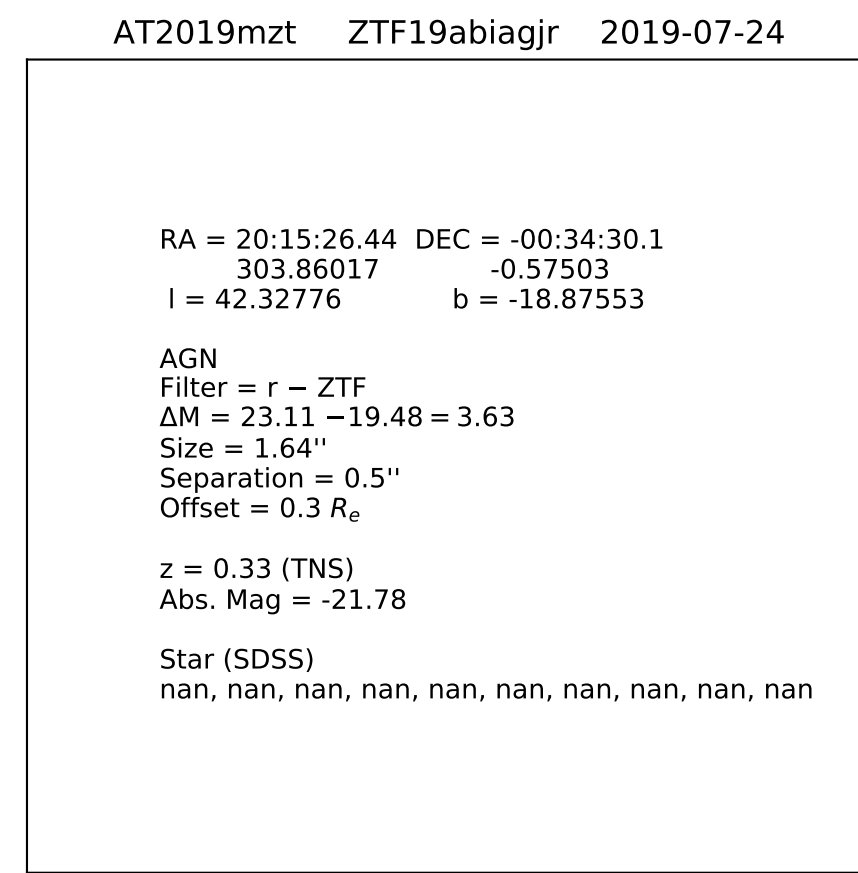 AT2019mzt ZTF19abiagjr 2019-07-24
RA = 20:15:26.44 DEC = -00:34:30.1
303.86017 -0.57503
l = 42.32776 b = -18.87553
AGN
Filter = r − ZTF
ΔM = 23.11 −19.48 = 3.63
Size = 1.64''
Separation = 0.5''
Offset = 0.3 Rₑ
z = 0.33 (TNS)
Abs. Mag = -21.78
Star (SDSS)
nan, nan, nan, nan, nan, nan, nan, nan, nan, nan